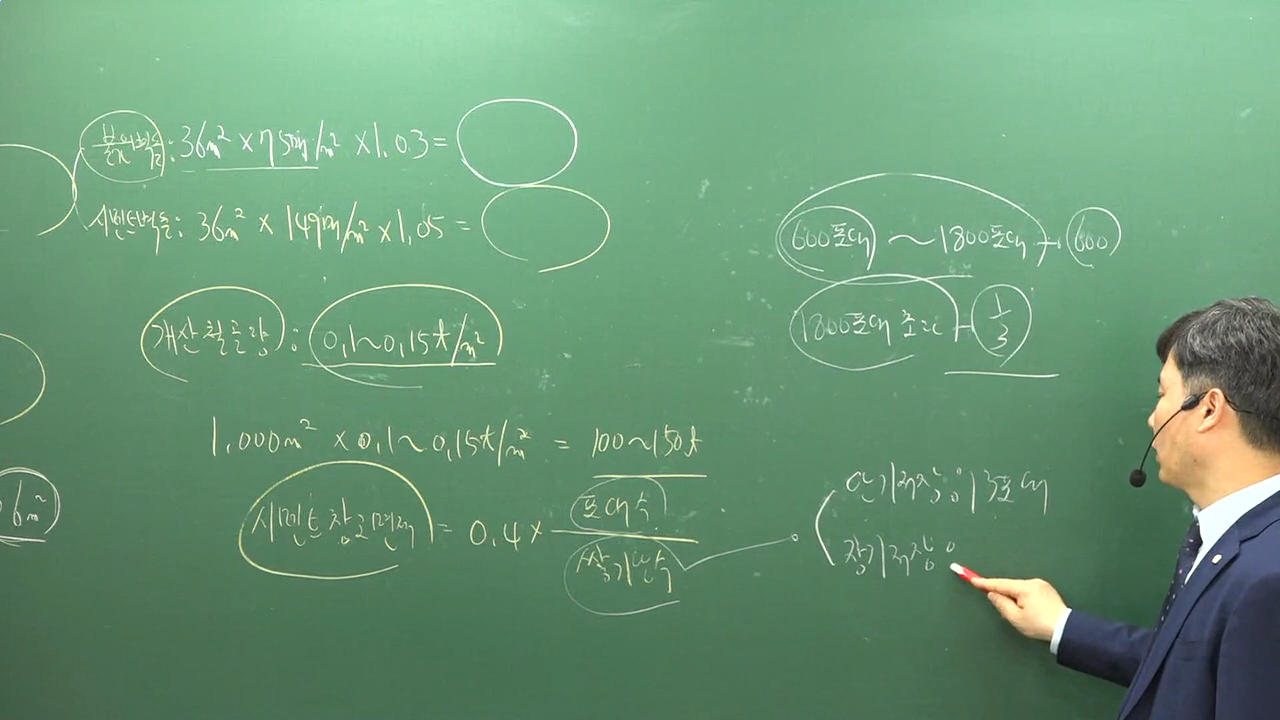 붉은벽돌: 36m² × 75매/m² × 1.03 =
시멘트벽돌: 36m² × 149매/m² × 1.05 =
개산철골량: 0.1~0.15t/m²
1,000m² × 0.1~0.15t/m² = 100~150t
시멘트창고면적 = 0.4 × 포대수 / 쌓기단수
6m²
600포대 ~ 1800포대 → 600
1800포대 초과 → 1/3
단기저장 13포대
장기저장